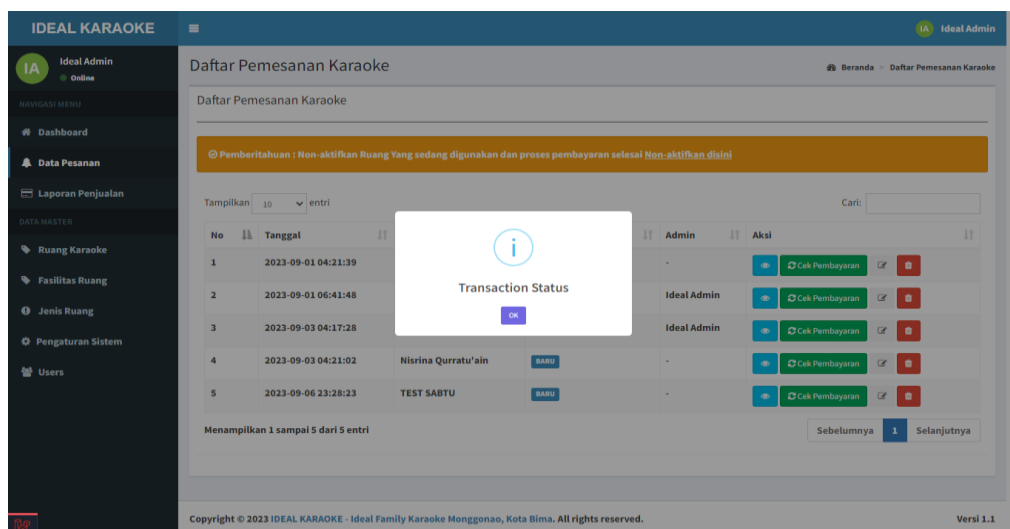 IDEAL KARAOKE
IA Ideal Admin
IA
Ideal Admin
Online
NAVIGASI MENU
Dashboard
Data Pesanan
Laporan Penjualan
DATA MASTER
Ruang Karaoke
Fasilitas Ruang
Jenis Ruang
Pengaturan Sistem
Users
Daftar Pemesanan Karaoke
Beranda > Daftar Pemesanan Karaoke
Daftar Pemesanan Karaoke
Pemberitahuan : Non-aktifkan Ruang Yang sedang digunakan dan proses pembayaran selesai Non-aktifkan disini
Tampilkan 10 entri
Cari:
No Tanggal Admin Aksi
1 2023-09-01 04:21:39 - Cek Pembayaran
2 2023-09-01 06:41:48 Ideal Admin Cek Pembayaran
3 2023-09-03 04:17:28 Ideal Admin Cek Pembayaran
4 2023-09-03 04:21:02 Nisrina Qurratu'ain BARU - Cek Pembayaran
5 2023-09-06 23:28:23 TEST SABTU BARU - Cek Pembayaran
Transaction Status
OK
Menampilkan 1 sampai 5 dari 5 entri
Sebelumnya 1 Selanjutnya
Copyright © 2023 IDEAL KARAOKE - Ideal Family Karaoke Monggonao, Kota Bima. All rights reserved.
Versi 1.1